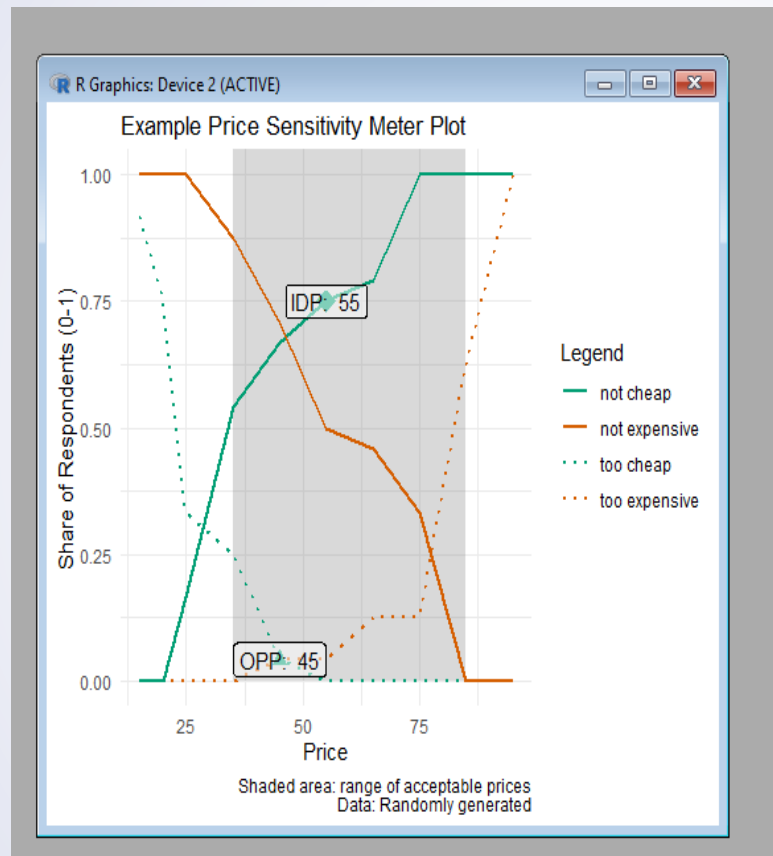 R Graphics: Device 2 (ACTIVE)
Example Price Sensitivity Meter Plot
1.00
0.75
0.50
0.25
0.00
Share of Respondents (0-1)
IDP: 55
OPP: 45
25 50 75
Price
Legend
not cheap
not expensive
too cheap
too expensive
Shaded area: range of acceptable prices
Data: Randomly generated